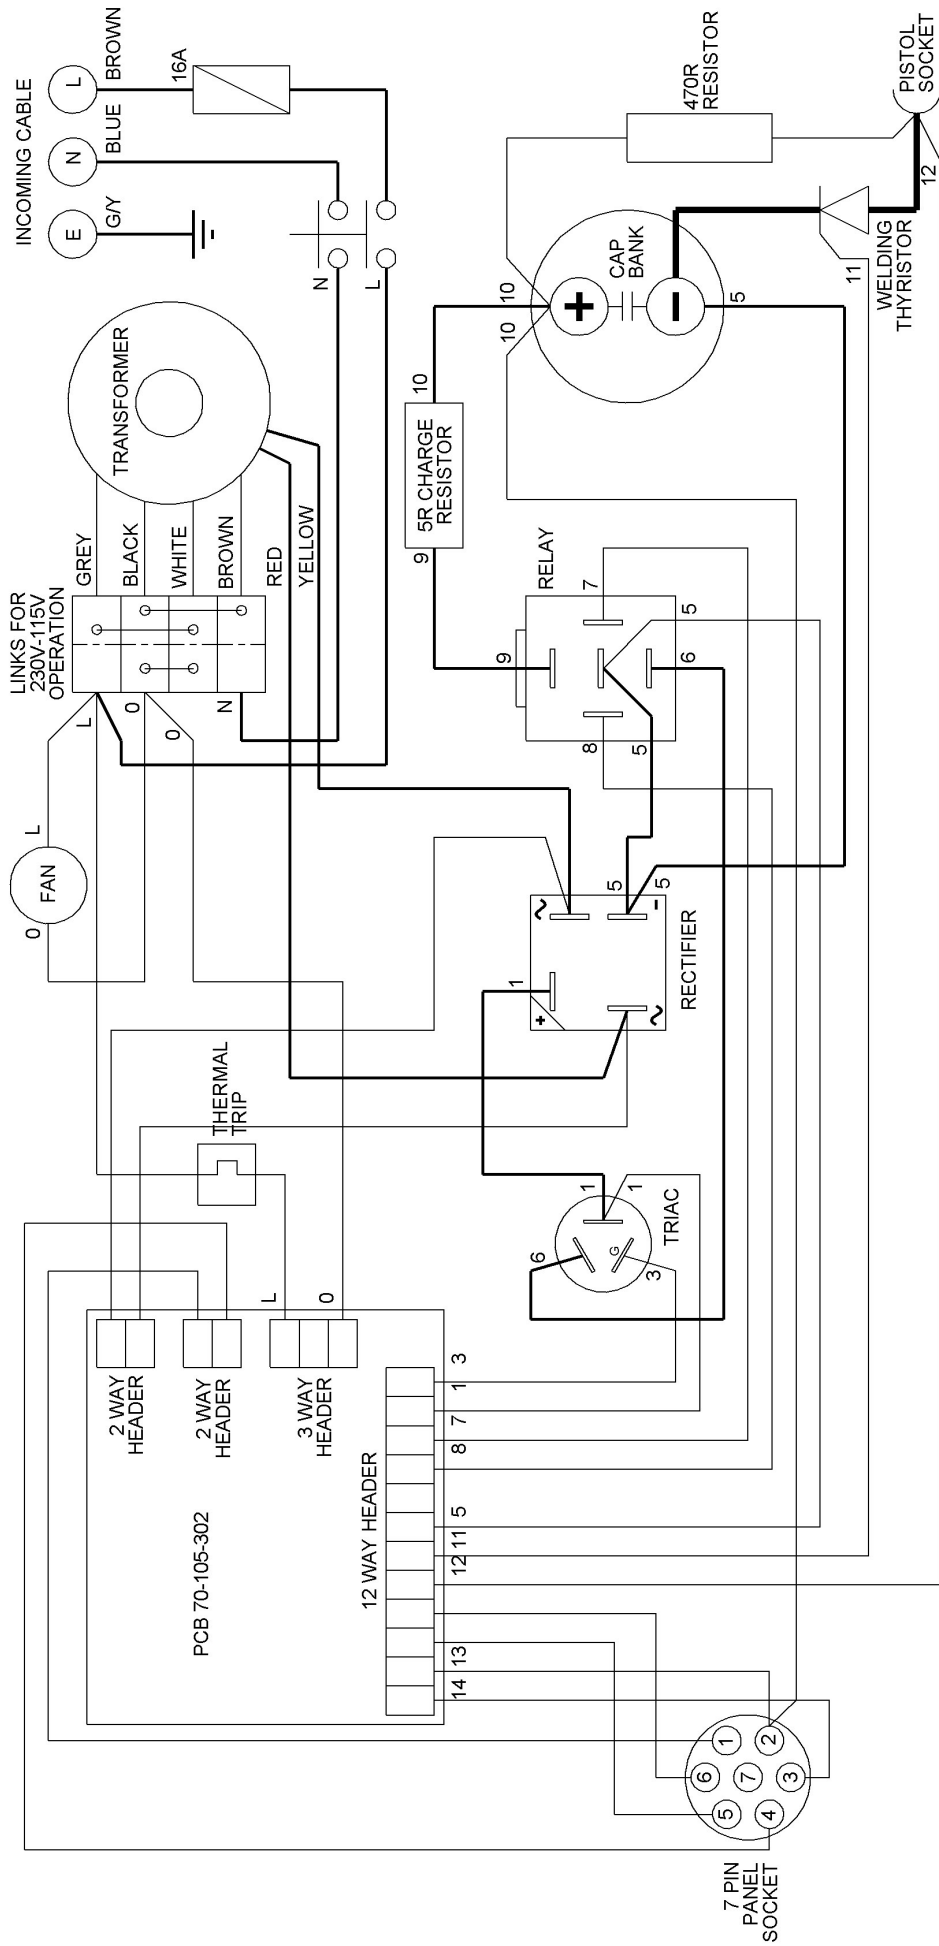 INCOMING CABLE
E
N
L
G/Y
BLUE
BROWN
16A
N
L
TRANSFORMER
LINKS FOR
230V-115V
OPERATION
GREY
BLACK
WHITE
BROWN
RED
YELLOW
L
0
0
N
FAN
0
L
THERMAL
TRIP
PCB 70-105-302
2 WAY
HEADER
2 WAY
HEADER
3 WAY
HEADER
L
0
12 WAY HEADER
14
13
12
11
5
8
7
1
3
7 PIN
PANEL
SOCKET
1
2
3
4
5
6
7
TRIAC
6
1
1
G
3
RECTIFIER
+
1
~
~
-
5
5
RELAY
9
8
7
5
5
6
5R CHARGE
RESISTOR
9
10
10
10
CAP
BANK
+
−
5
470R
RESISTOR
WELDING
THYRISTOR
11
12
PISTOL
SOCKET